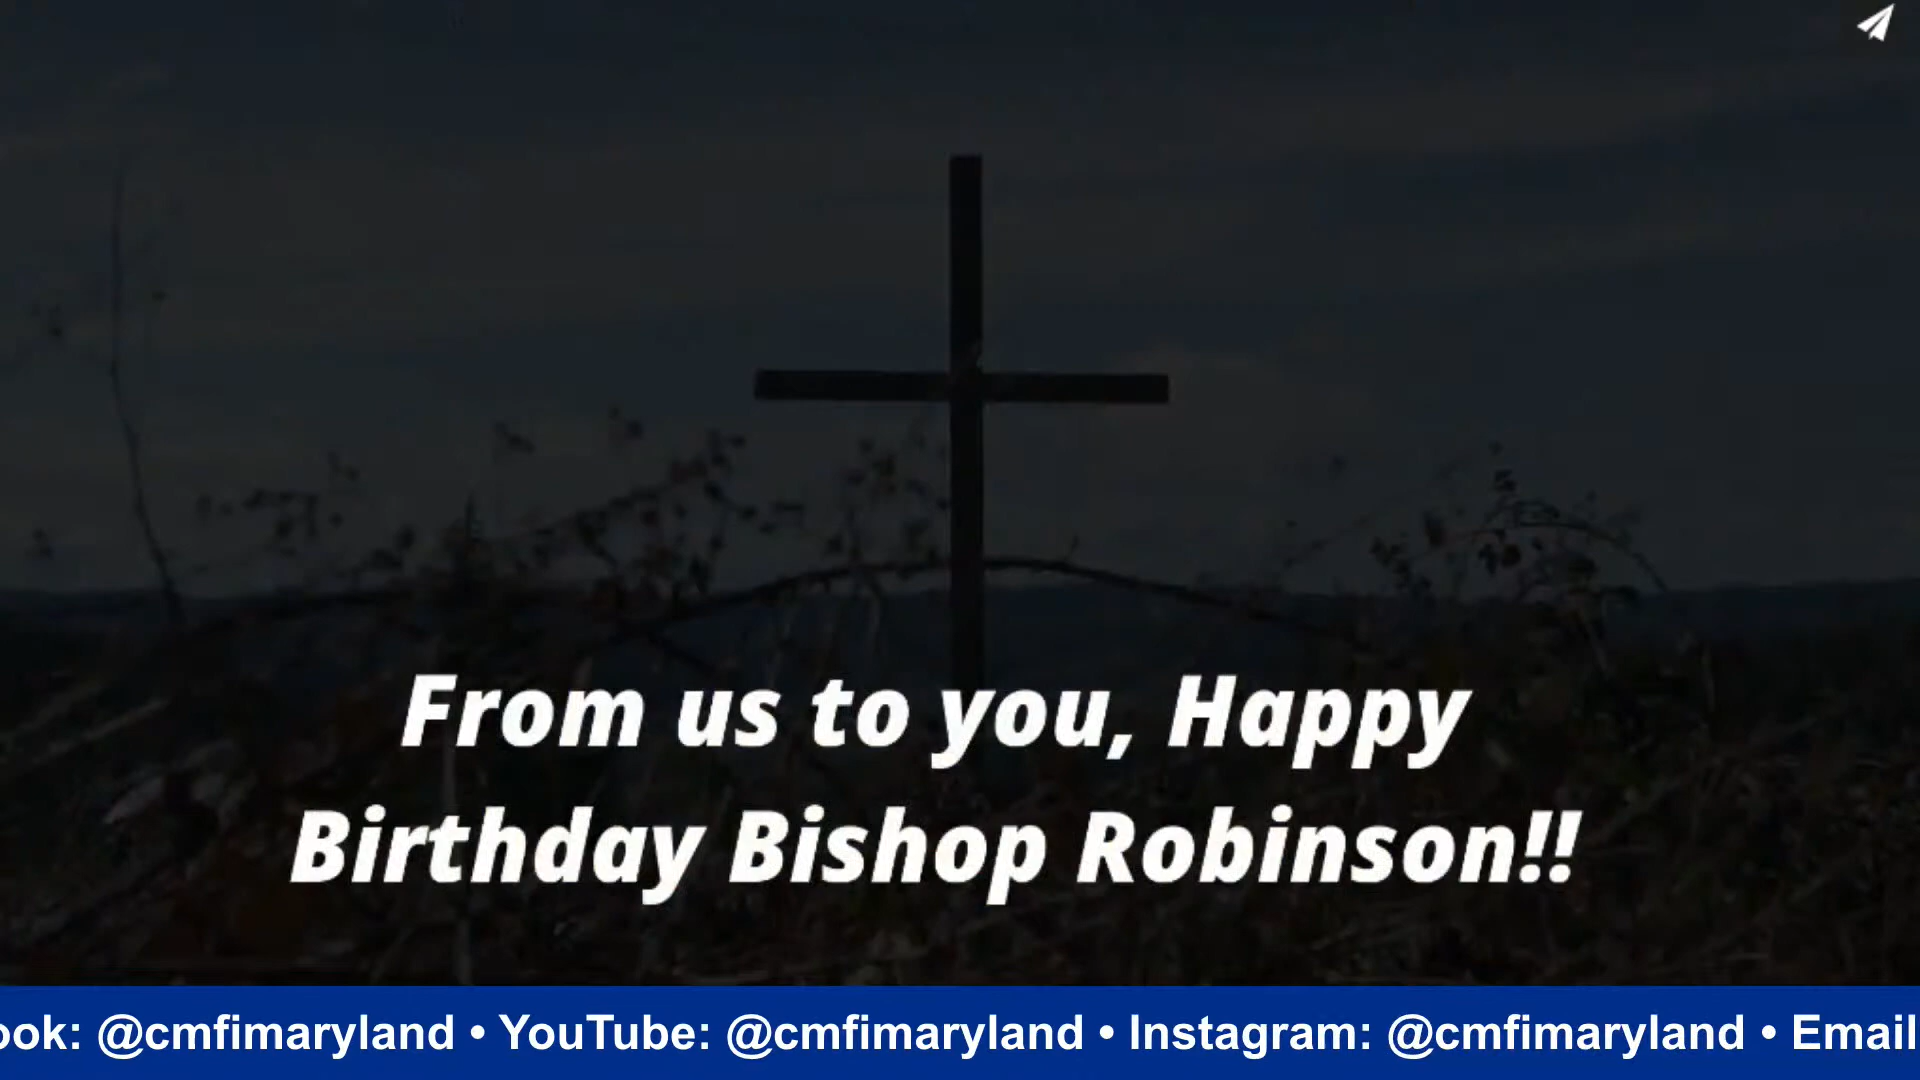 From us to you, Happy
Birthday Bishop Robinson!!
ook: @cmfimaryland • YouTube: @cmfimaryland • Instagram: @cmfimaryland • Email